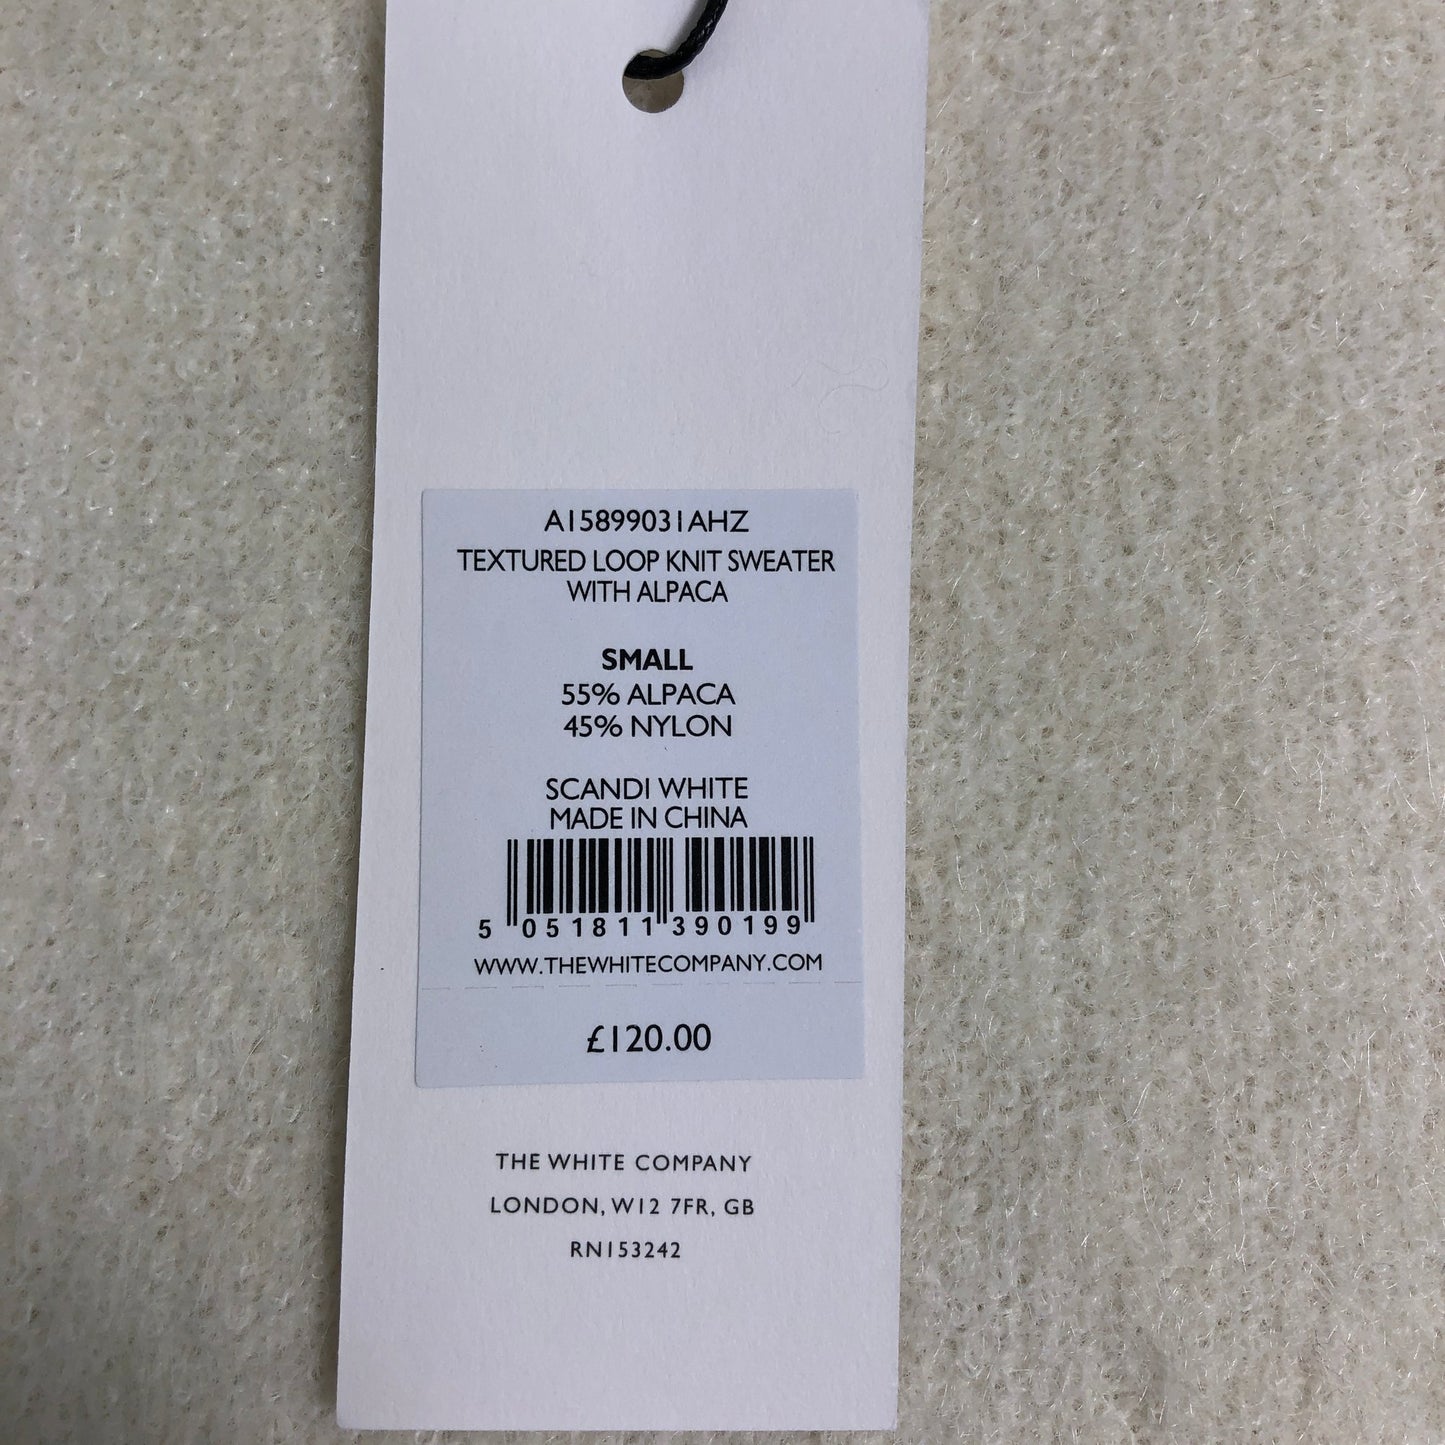 A15899031AHZ
TEXTURED LOOP KNIT SWEATER
WITH ALPACA
SMALL
55% ALPACA
45% NYLON
SCANDI WHITE
MADE IN CHINA
5 051811 390199
WWW.THEWHITECOMPANY.COM
£120.00
THE WHITE COMPANY
LONDON, W12 7FR, GB
RN153242